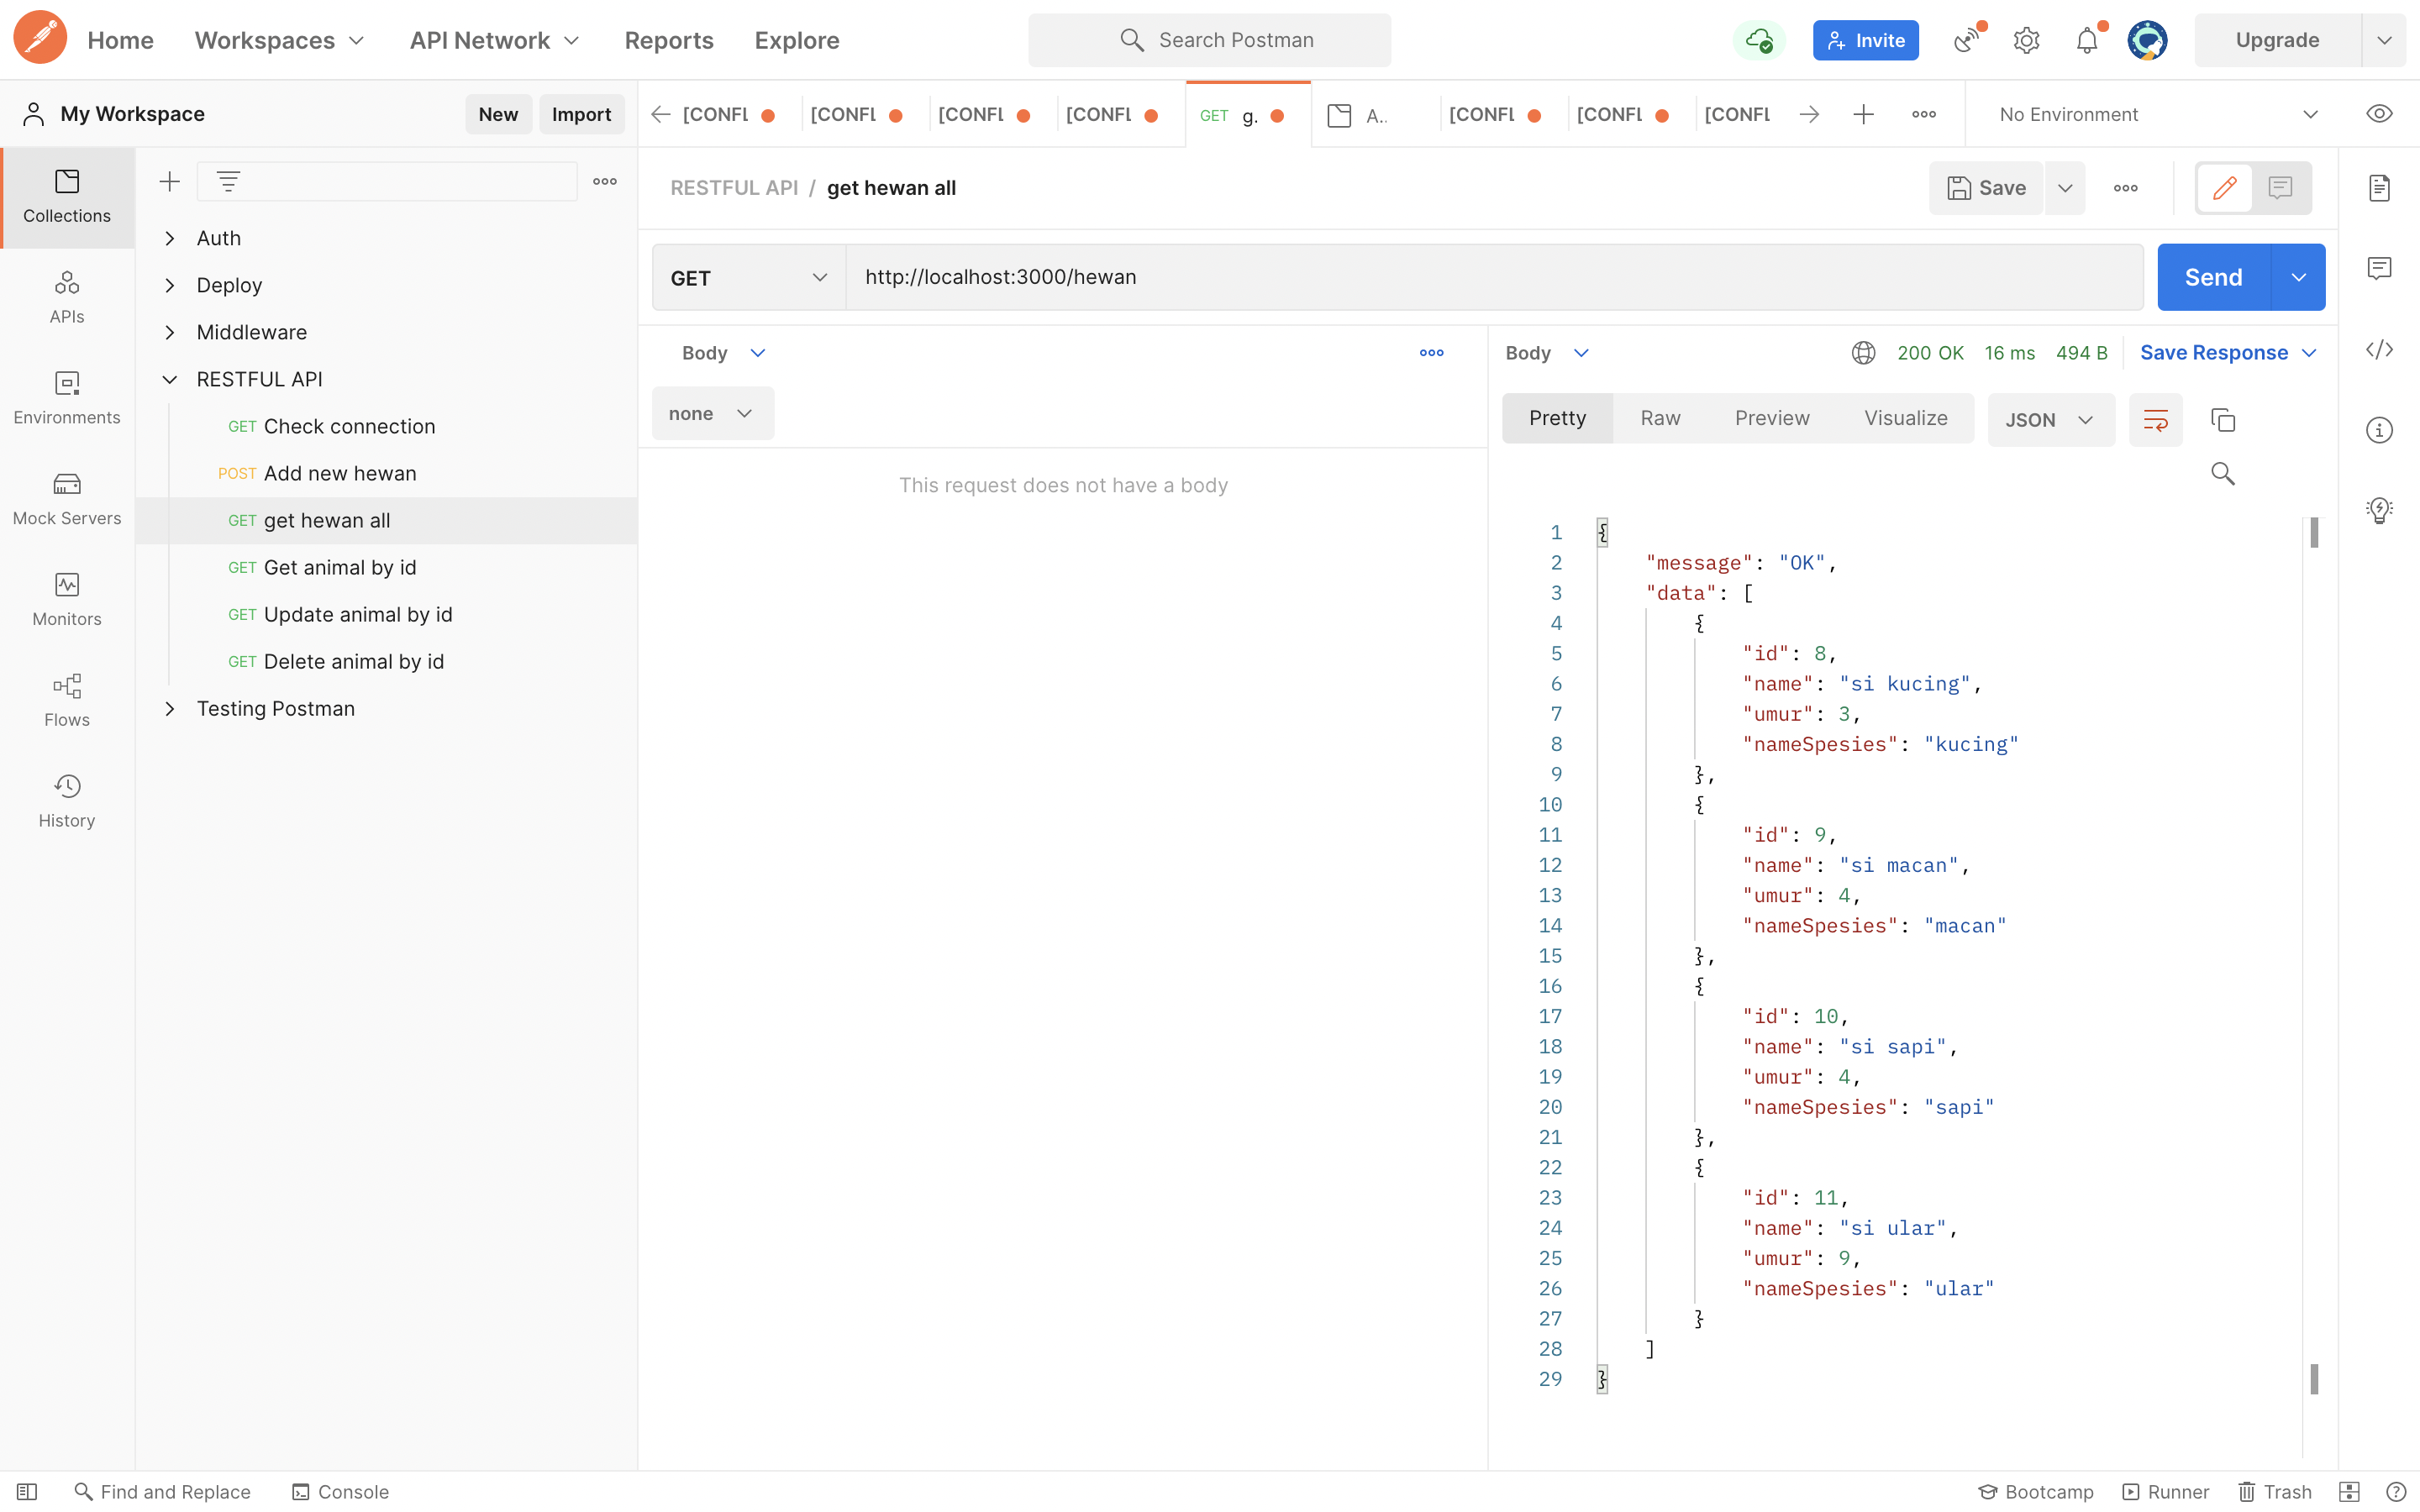 Home Workspaces API Network Reports Explore Search Postman Invite Upgrade
My Workspace New Import [CONFL [CONFL [CONFL [CONFL GET g. A.. [CONFL [CONFL [CONFL No Environment
Collections
APIs
Environments
Mock Servers
Monitors
Flows
History
Auth
Deploy
Middleware
RESTFUL API
GET Check connection
POST Add new hewan
GET get hewan all
GET Get animal by id
GET Update animal by id
GET Delete animal by id
Testing Postman
RESTFUL API / get hewan all Save
GET http://localhost:3000/hewan Send
Body
none
This request does not have a body
Body 200 OK 16 ms 494 B Save Response
Pretty Raw Preview Visualize JSON
1 {
2 "message": "OK",
3 "data": [
4 {
5 "id": 8,
6 "name": "si kucing",
7 "umur": 3,
8 "nameSpesies": "kucing"
9 },
10 {
11 "id": 9,
12 "name": "si macan",
13 "umur": 4,
14 "nameSpesies": "macan"
15 },
16 {
17 "id": 10,
18 "name": "si sapi",
19 "umur": 4,
20 "nameSpesies": "sapi"
21 },
22 {
23 "id": 11,
24 "name": "si ular",
25 "umur": 9,
26 "nameSpesies": "ular"
27 }
28 ]
29 }
Find and Replace Console Bootcamp Runner Trash